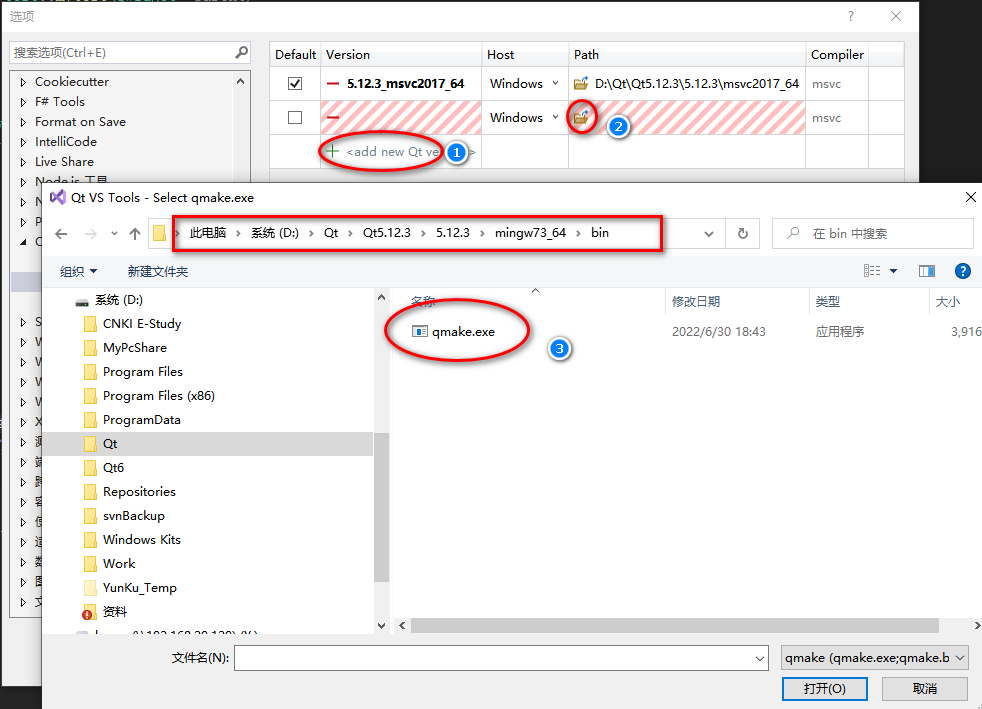 选项
搜索选项(Ctrl+E)
Default Version Host Path Compiler
5.12.3_msvc2017_64 Windows D:\Qt\Qt5.12.3\5.12.3\msvc2017_64 msvc
Windows msvc
2
<add new Qt ve 1 >
Cookiecutter
F# Tools
Format on Save
IntelliCode
Live Share
Node.js 工具
Qt VS Tools - Select qmake.exe
此电脑 > 系统 (D:) > Qt > Qt5.12.3 > 5.12.3 > mingw73_64 > bin
在 bin 中搜索
组织 新建文件夹
系统 (D:)
CNKI E-Study
MyPcShare
Program Files
Program Files (x86)
ProgramData
Qt
Qt6
Repositories
svnBackup
Windows Kits
Work
YunKu_Temp
资料
名称 修改日期 类型 大小
qmake.exe 2022/6/30 18:43 应用程序 3,916
3
文件名(N):
qmake (qmake.exe;qmake.b
打开(O) 取消